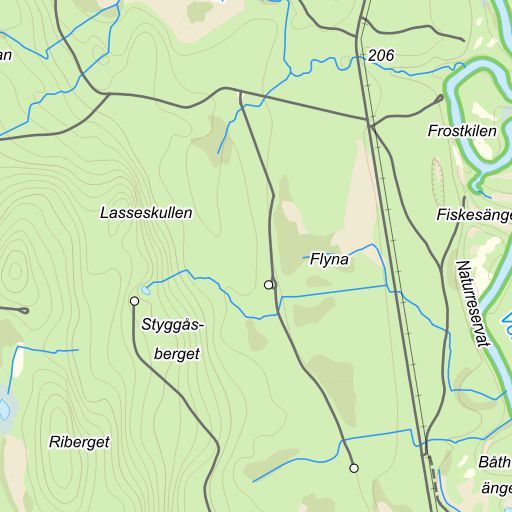 an
206
Frostkilen
Lasseskullen
Fiskesänge
Flyna
Naturreservat
Styggås-
berget
Riberget
Båth
änge